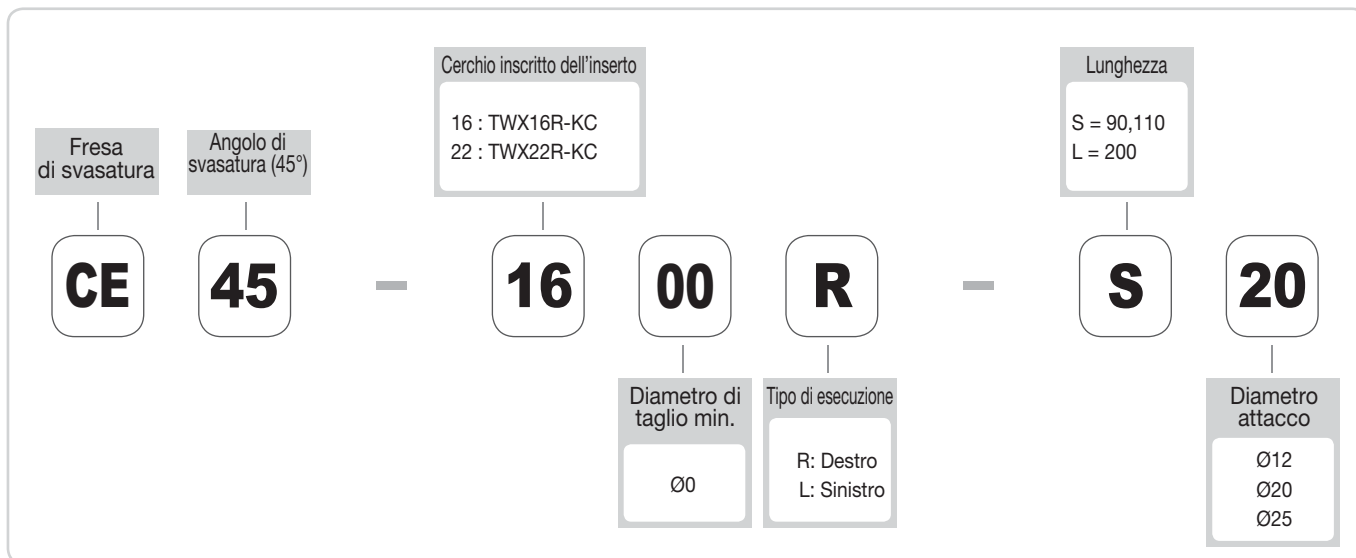 Cerchio inscritto dell'inserto
16 : TWX16R-KC
22 : TWX22R-KC
Lunghezza
S = 90,110
L = 200
Fresa
di svasatura
Angolo di
svasatura (45°)
CE 45 - 16 00 R - S 20
Diametro di
taglio min.
Ø0
Tipo di esecuzione
R: Destro
L: Sinistro
Diametro
attacco
Ø12
Ø20
Ø25